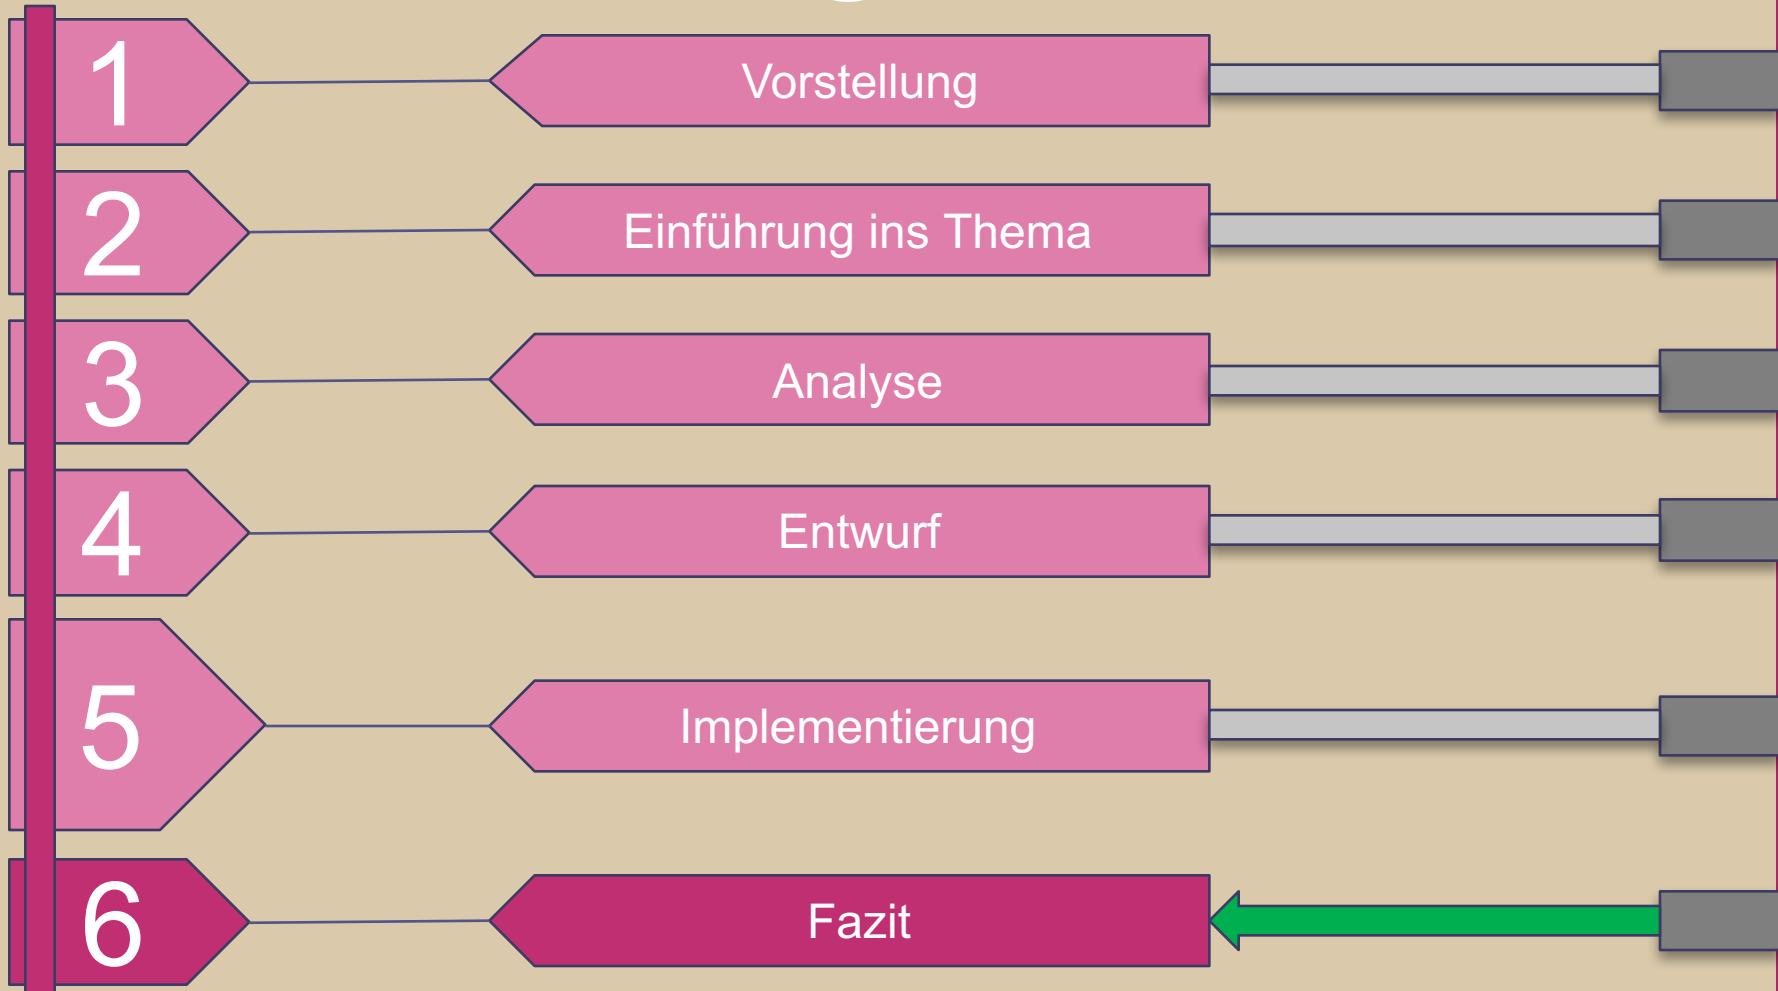 1 Vorstellung
2 Einführung ins Thema
3 Analyse
4 Entwurf
5 Implementierung
6 Fazit